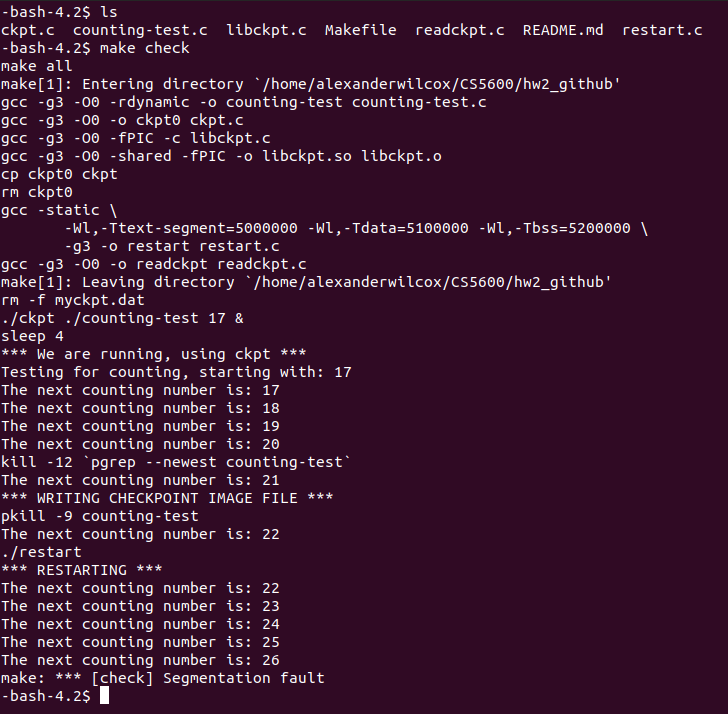 -bash-4.2$ ls
ckpt.c  counting-test.c  libckpt.c  Makefile  readckpt.c  README.md  restart.c
-bash-4.2$ make check
make all
make[1]: Entering directory `/home/alexanderwilcox/CS5600/hw2_github'
gcc -g3 -O0 -rdynamic -o counting-test counting-test.c
gcc -g3 -O0 -o ckpt0 ckpt.c
gcc -g3 -O0 -fPIC -c libckpt.c
gcc -g3 -O0 -shared -fPIC -o libckpt.so libckpt.o
cp ckpt0 ckpt
rm ckpt0
gcc -static \
       -Wl,-Ttext-segment=5000000 -Wl,-Tdata=5100000 -Wl,-Tbss=5200000 \
       -g3 -o restart restart.c
gcc -g3 -O0 -o readckpt readckpt.c
make[1]: Leaving directory `/home/alexanderwilcox/CS5600/hw2_github'
rm -f myckpt.dat
./ckpt ./counting-test 17 &
sleep 4
*** We are running, using ckpt ***
Testing for counting, starting with: 17
The next counting number is: 17
The next counting number is: 18
The next counting number is: 19
The next counting number is: 20
kill -12 `pgrep --newest counting-test`
The next counting number is: 21
*** WRITING CHECKPOINT IMAGE FILE ***
pkill -9 counting-test
The next counting number is: 22
./restart
*** RESTARTING ***
The next counting number is: 22
The next counting number is: 23
The next counting number is: 24
The next counting number is: 25
The next counting number is: 26
make: *** [check] Segmentation fault
-bash-4.2$